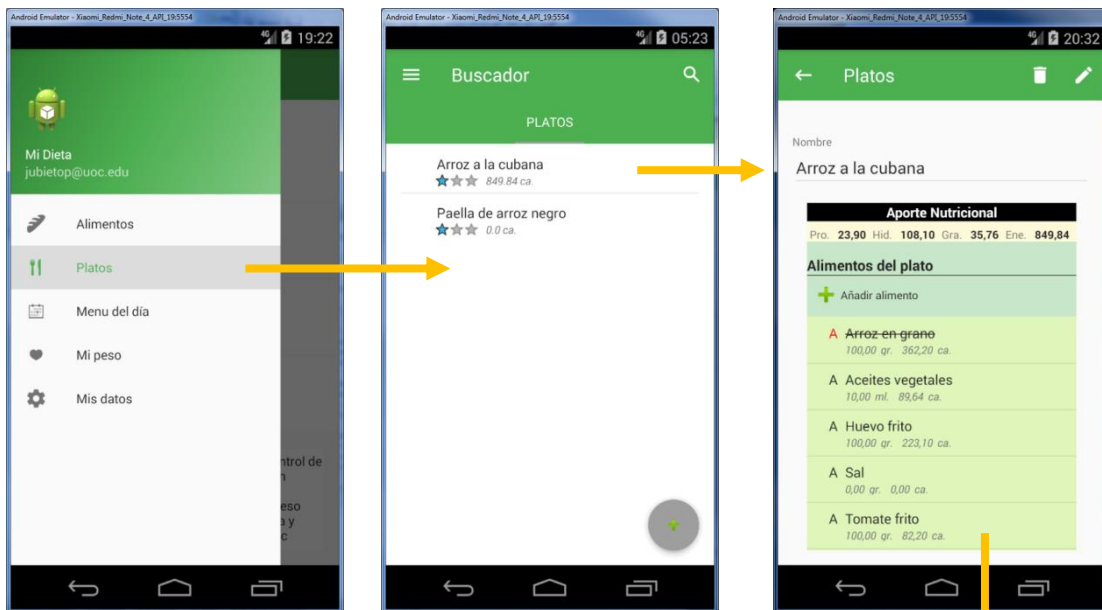 Android Emulator - Xiaomi_Redmi_Note_4_API_19:5554
4G 19:22
Mi Dieta
jubietop@uoc.edu
Alimentos
Platos
Menu del día
Mi peso
Mis datos
Android Emulator - Xiaomi_Redmi_Note_4_API_19:5554
4G 05:23
Buscador
PLATOS
Arroz a la cubana
849.84 ca.
Paella de arroz negro
0.0 ca.
Android Emulator - Xiaomi_Redmi_Note_4_API_19:5554
4G 20:32
Platos
Nombre
Arroz a la cubana
Aporte Nutricional
Pro. 23,90 Hid. 108,10 Gra. 35,76 Ene. 849,84
Alimentos del plato
Añadir alimento
A Arroz en grano
100,00 gr. 362,20 ca.
A Aceites vegetales
10,00 ml. 89,64 ca.
A Huevo frito
100,00 gr. 223,10 ca.
A Sal
0,00 gr. 0,00 ca.
A Tomate frito
100,00 gr. 82,20 ca.